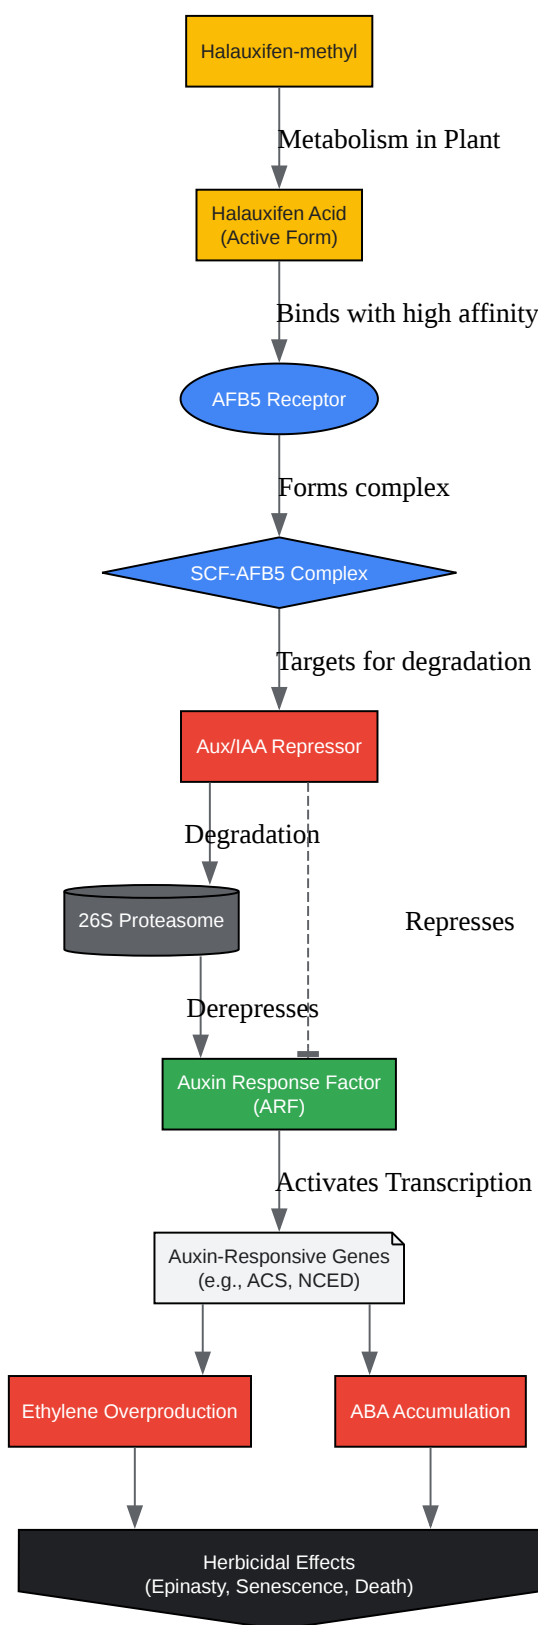 Halauxifen-methyl
Metabolism in Plant
Halauxifen Acid
(Active Form)
Binds with high affinity
AFB5 Receptor
Forms complex
SCF-AFB5 Complex
Targets for degradation
Aux/IAA Repressor
Degradation
26S Proteasome
Represses
Derepresses
Auxin Response Factor
(ARF)
Activates Transcription
Auxin-Responsive Genes
(e.g., ACS, NCED)
Ethylene Overproduction
ABA Accumulation
Herbicidal Effects
(Epinasty, Senescence, Death)